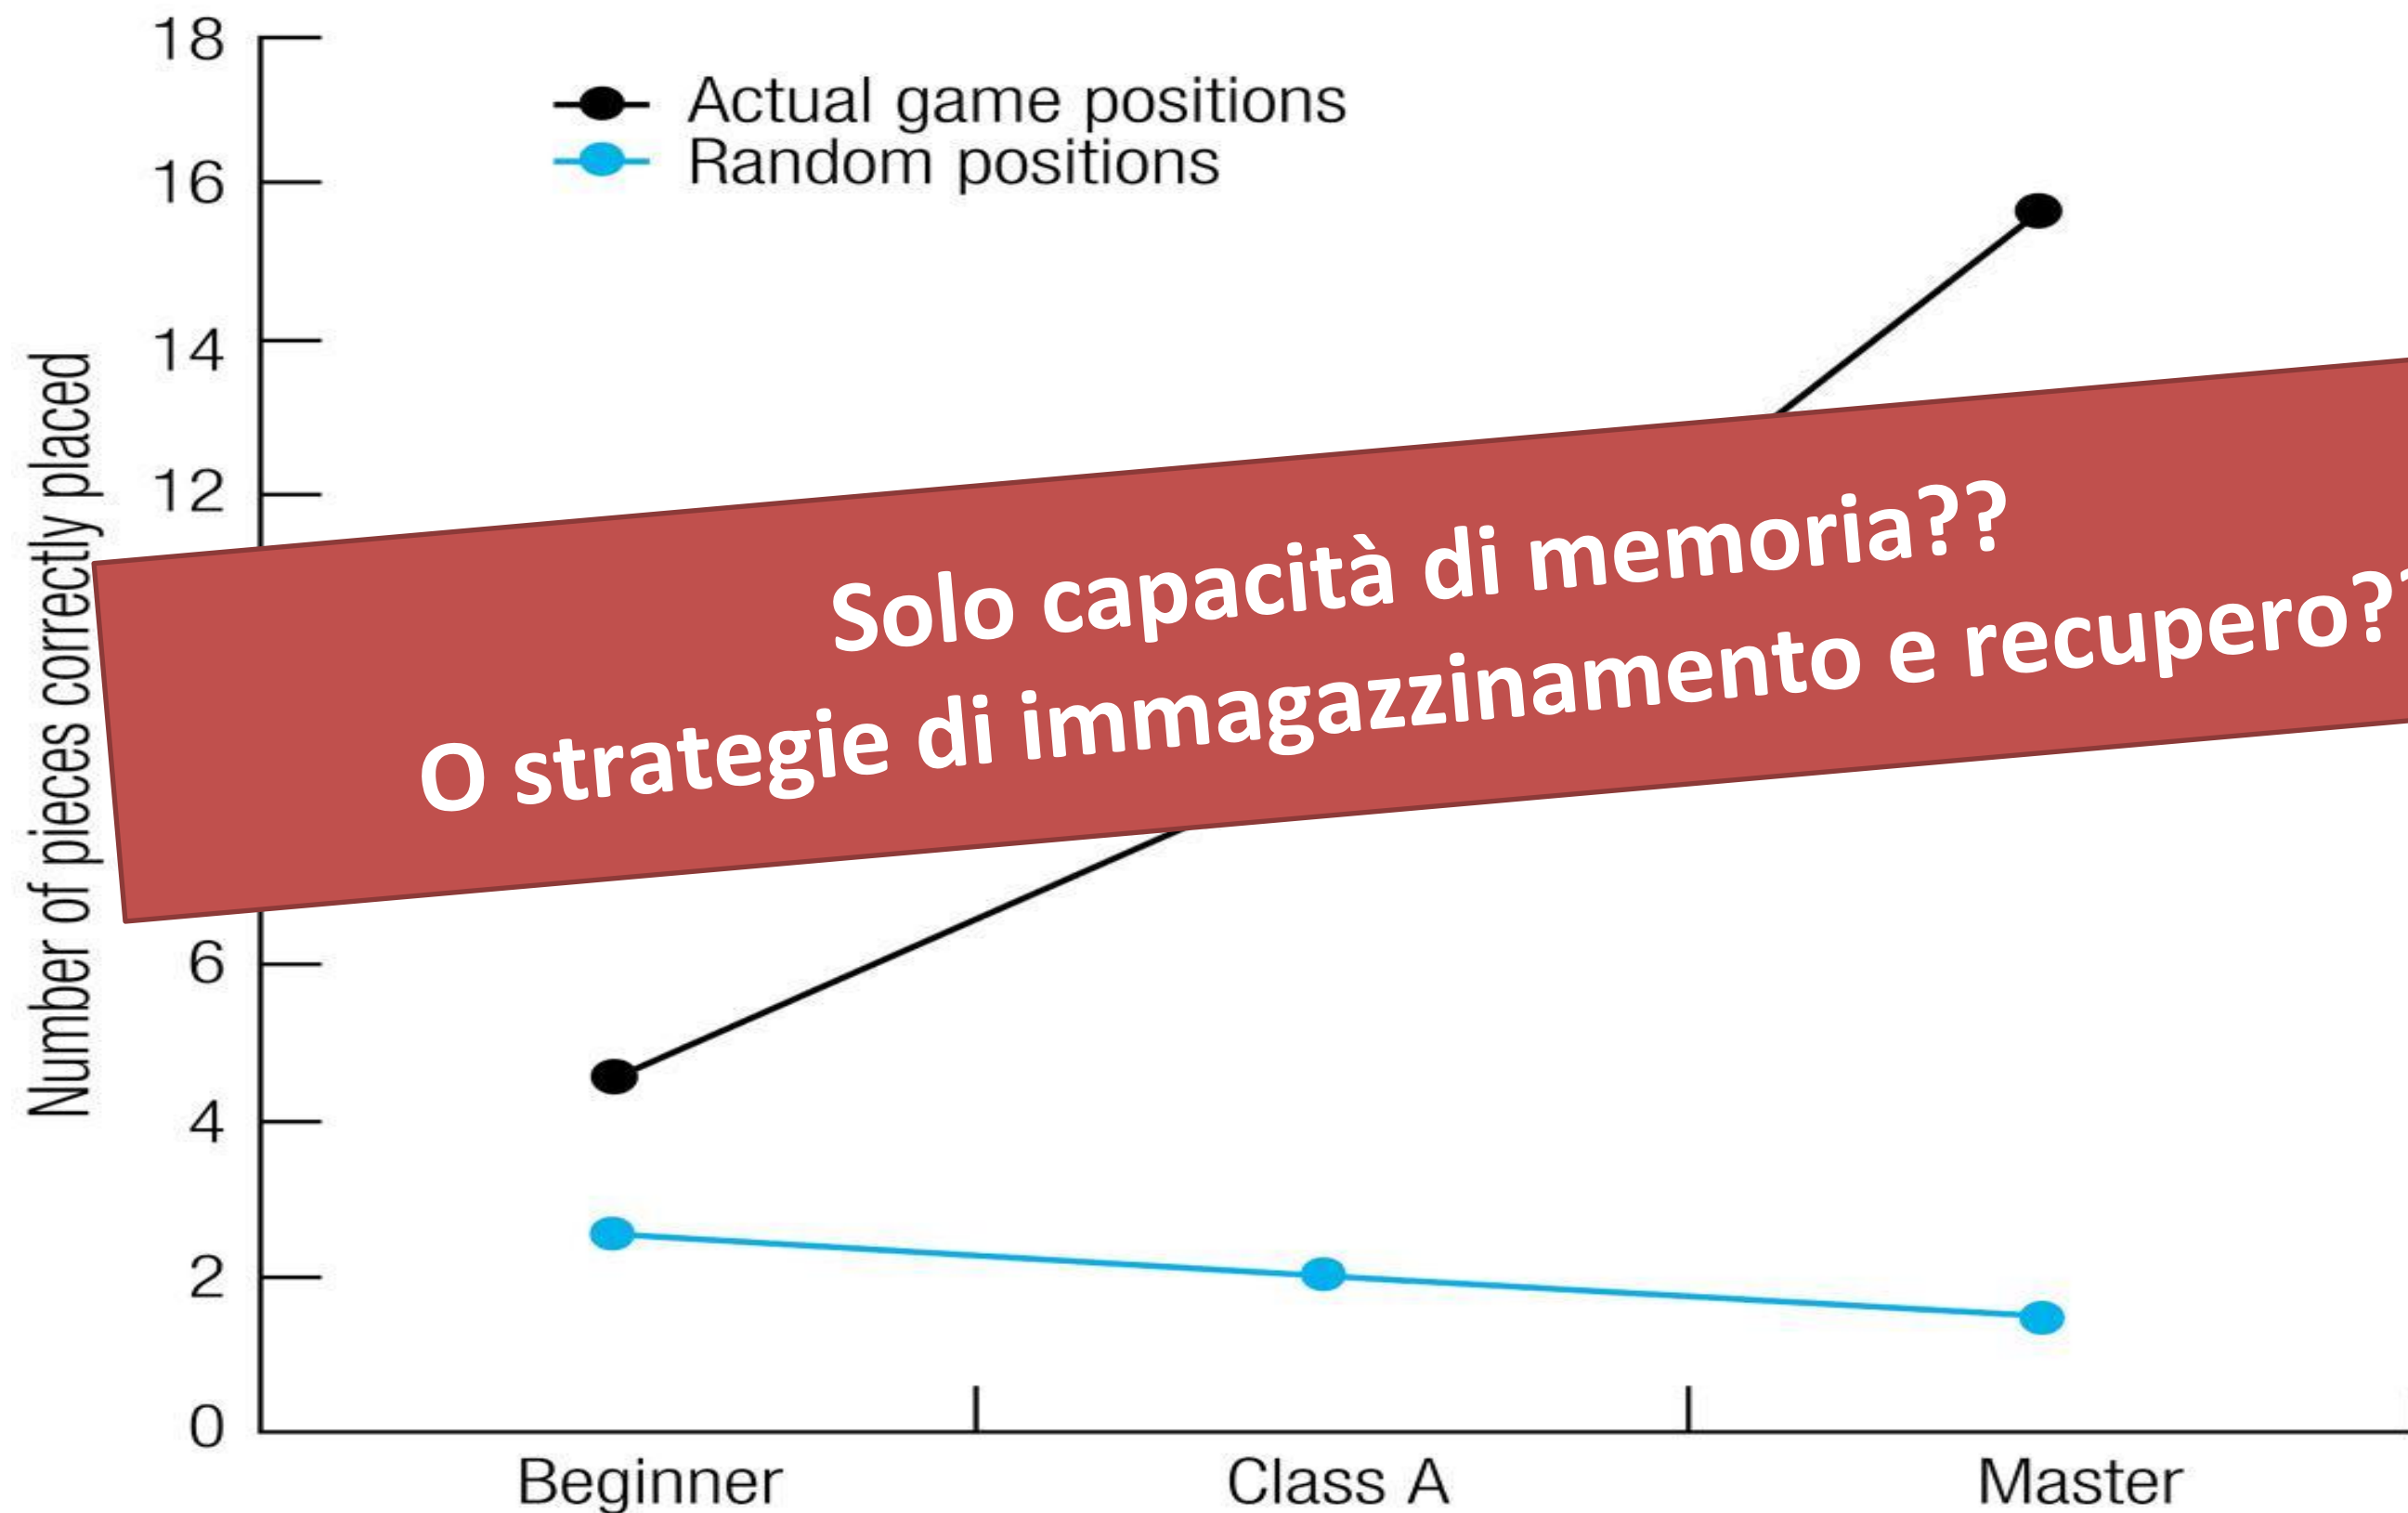 18
Actual game positions
Random positions
16
14
12
Number of pieces correctly placed
Solo capacità di memoria??
O strategie di immagazzinamento e recupero??
6
4
2
0
Beginner
Class A
Master